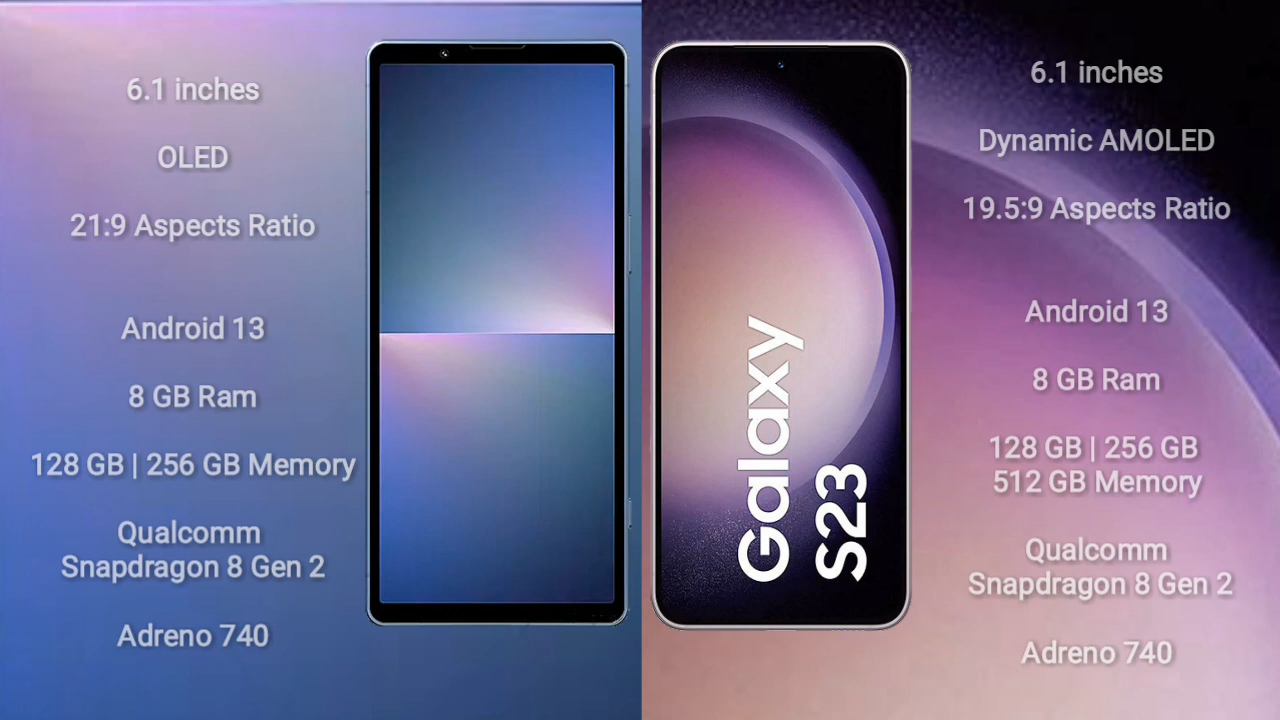 6.1 inches
OLED
21:9 Aspects Ratio
Android 13
8 GB Ram
128 GB | 256 GB Memory
Qualcomm
Snapdragon 8 Gen 2
Adreno 740
Galaxy
S23
6.1 inches
Dynamic AMOLED
19.5:9 Aspects Ratio
Android 13
8 GB Ram
128 GB | 256 GB
512 GB Memory
Qualcomm
Snapdragon 8 Gen 2
Adreno 740